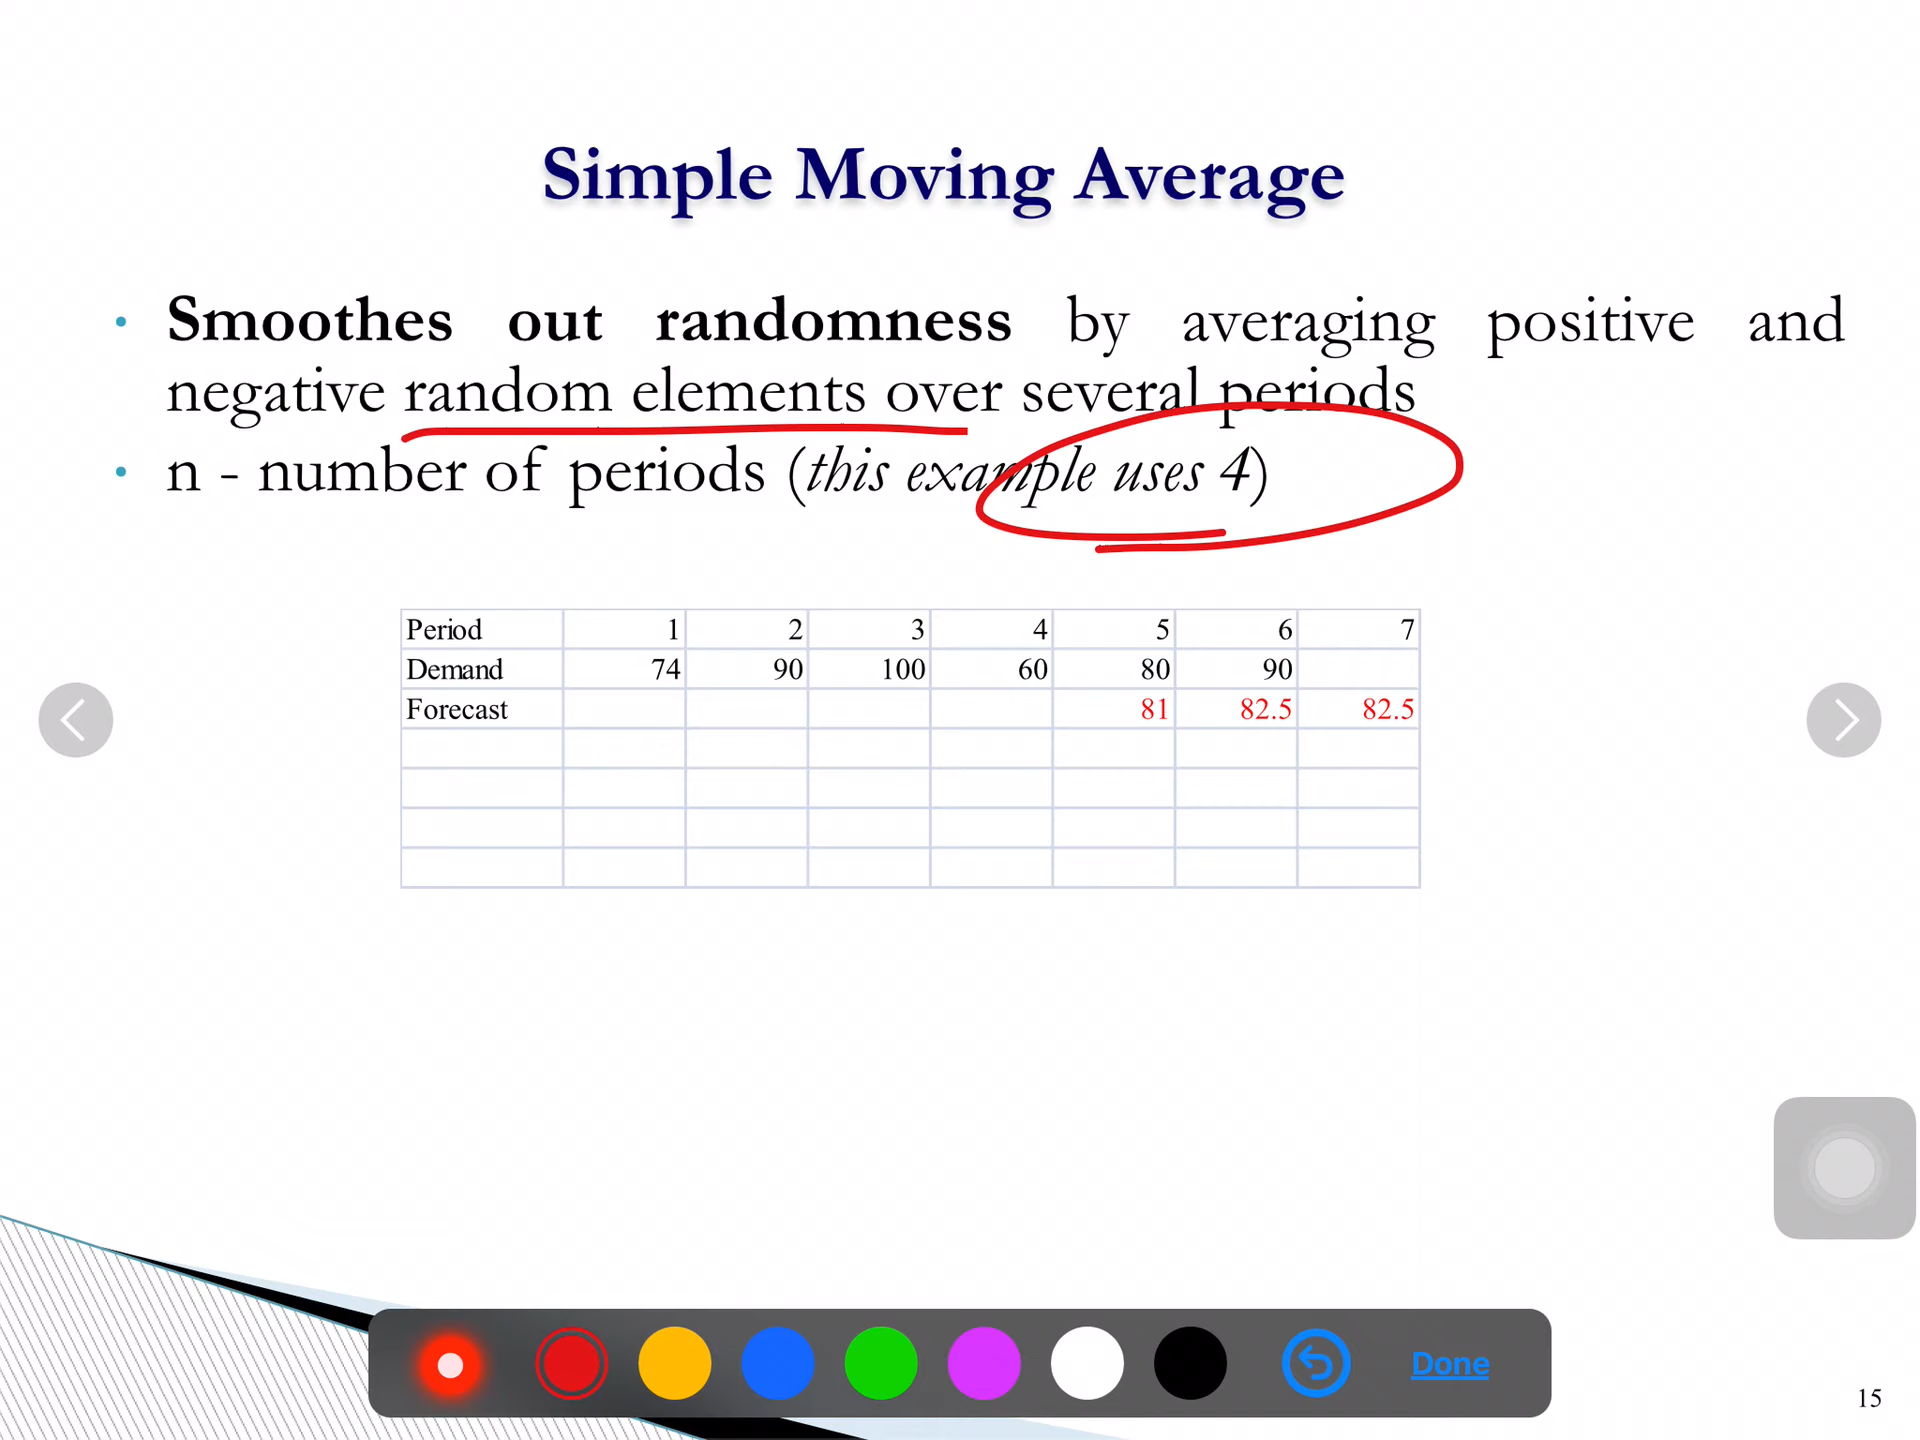 Simple Moving Average
• Smoothes out randomness by averaging positive and
negative random elements over several periods
• n - number of periods (this example uses 4)
Period 1 2 3 4 5 6 7
Demand 74 90 100 60 80 90
Forecast 81 82.5 82.5
Done
15